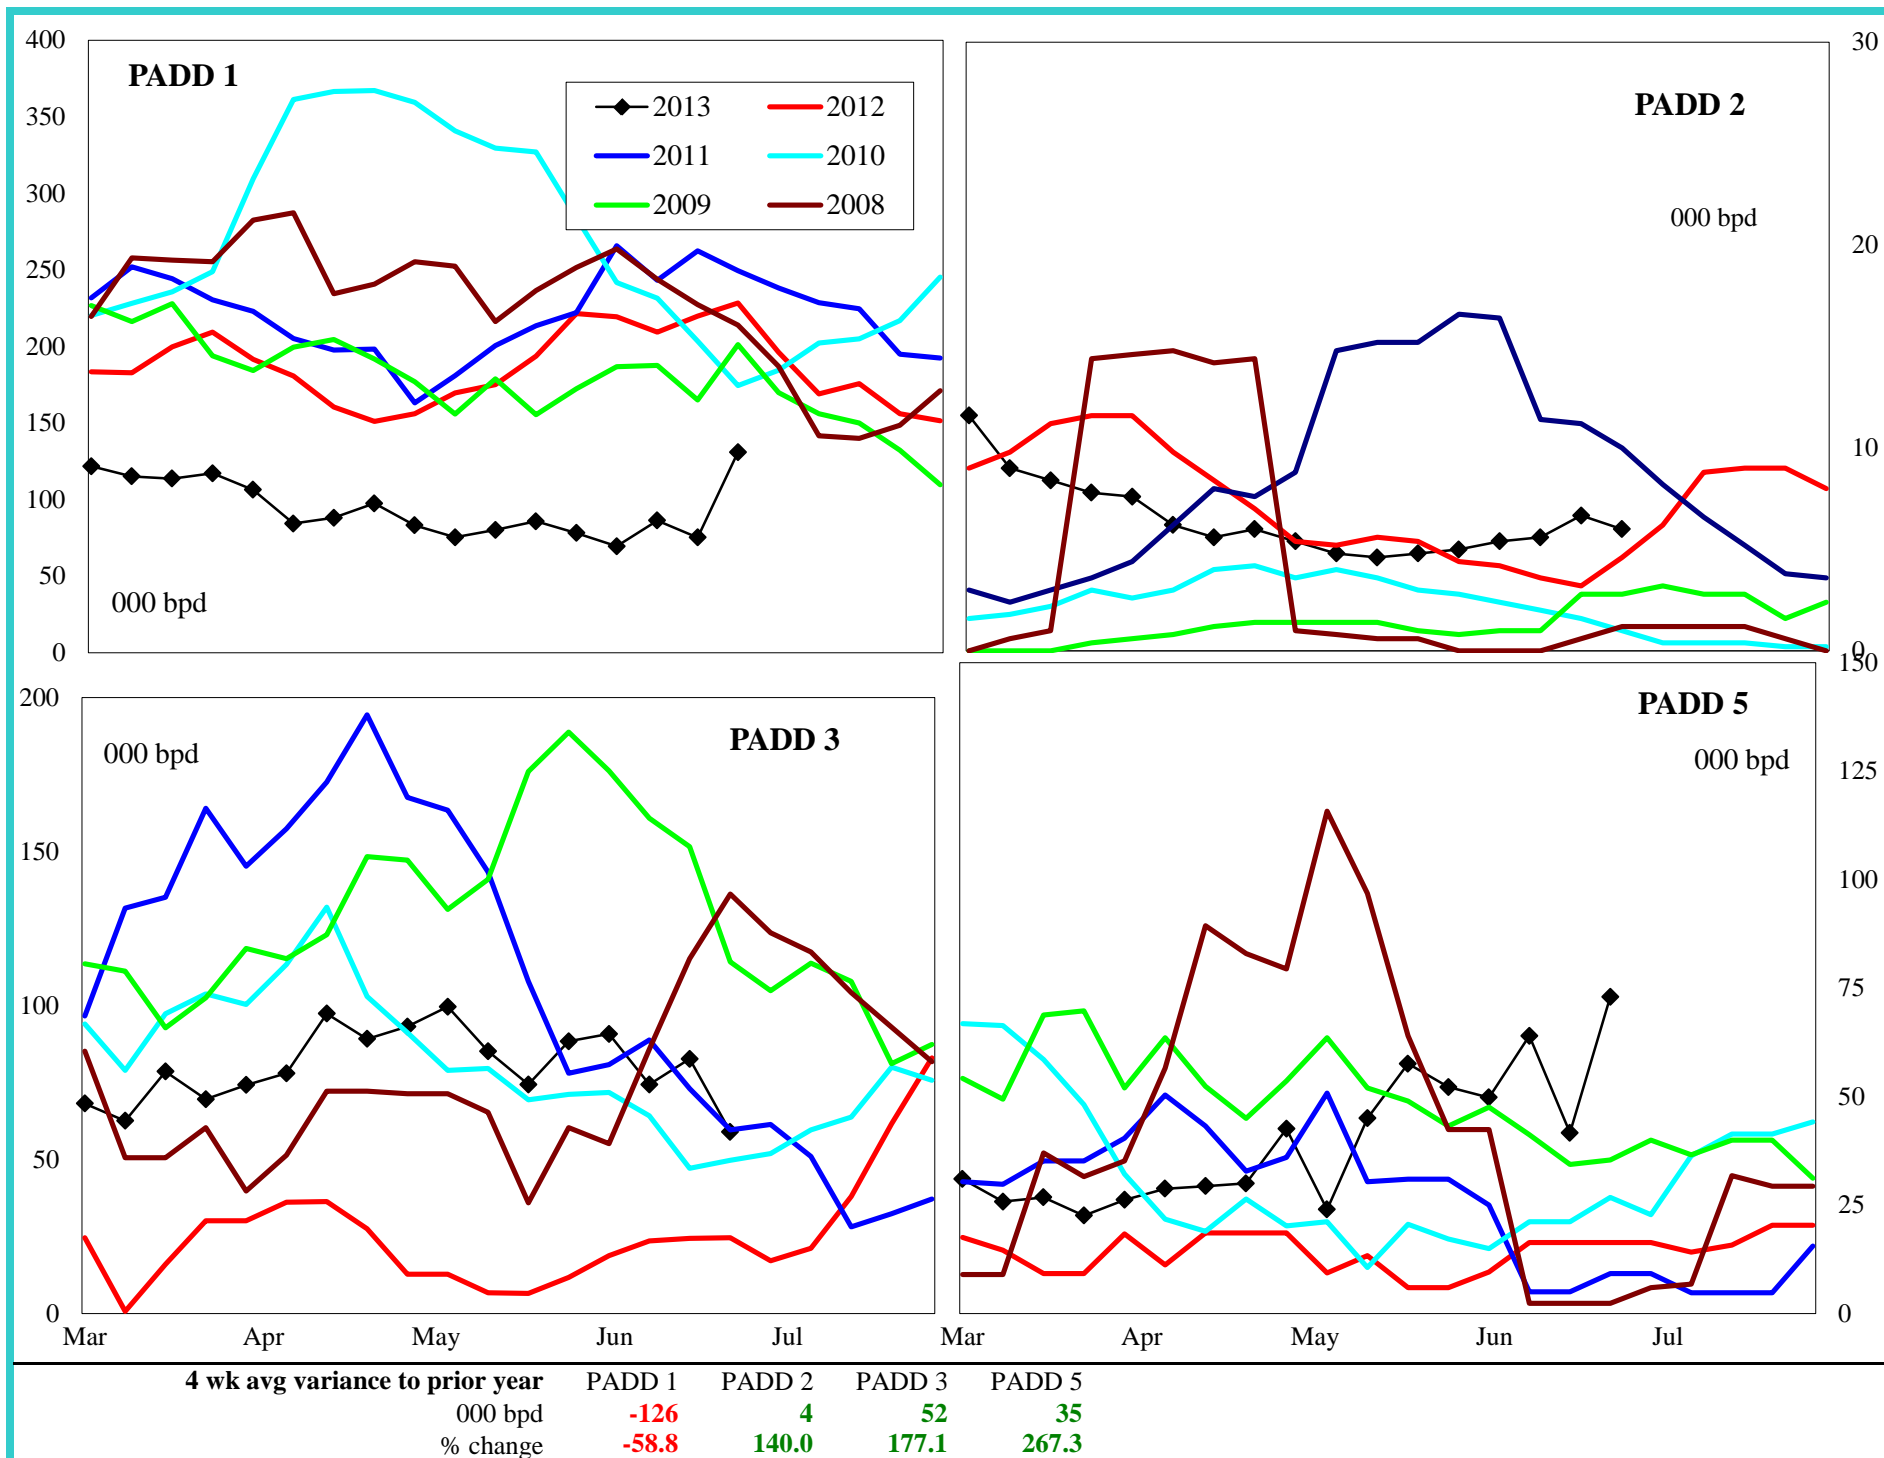 PADD 1
400
350
300
250
200
150
100
50
0
2013
2012
2011
2010
2009
2008
000 bpd
PADD 2
000 bpd
30
20
10
0
PADD 3
000 bpd
200
150
100
50
0
Mar Apr May Jun Jul
PADD 5
000 bpd
150
125
100
75
50
25
0
Mar Apr May Jun Jul
4 wk avg variance to prior year PADD 1 PADD 2 PADD 3 PADD 5
000 bpd -126 4 52 35
% change -58.8 140.0 177.1 267.3